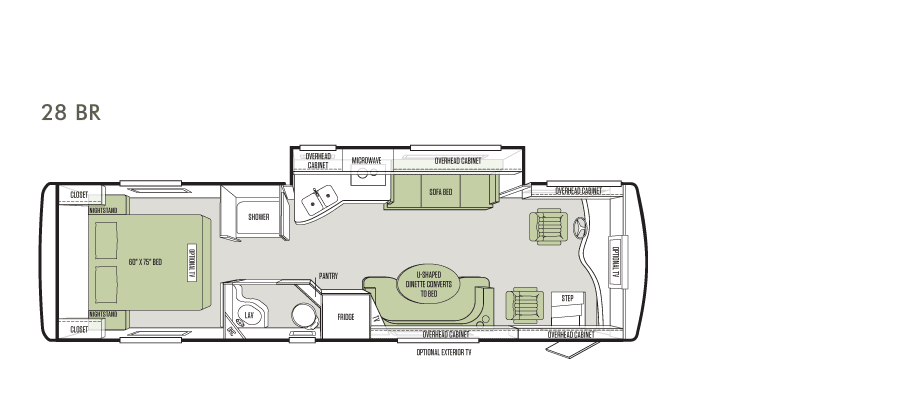 28 BR
OVERHEAD
CABINET
MICROWAVE
OVERHEAD CABINET
CLOSET
NIGHTSTAND
SOFA BED
OVERHEAD CABINET
SHOWER
60" X 75" BED
OPTIONAL TV
OPTIONAL TV
PANTRY
U-SHAPED
DINETTE CONVERTS
TO BED
STEP
NIGHTSTAND
LAV
FRIDGE
TV
CLOSET
OVERHEAD CABINET
OVERHEAD CABINET
OPTIONAL EXTERIOR TV